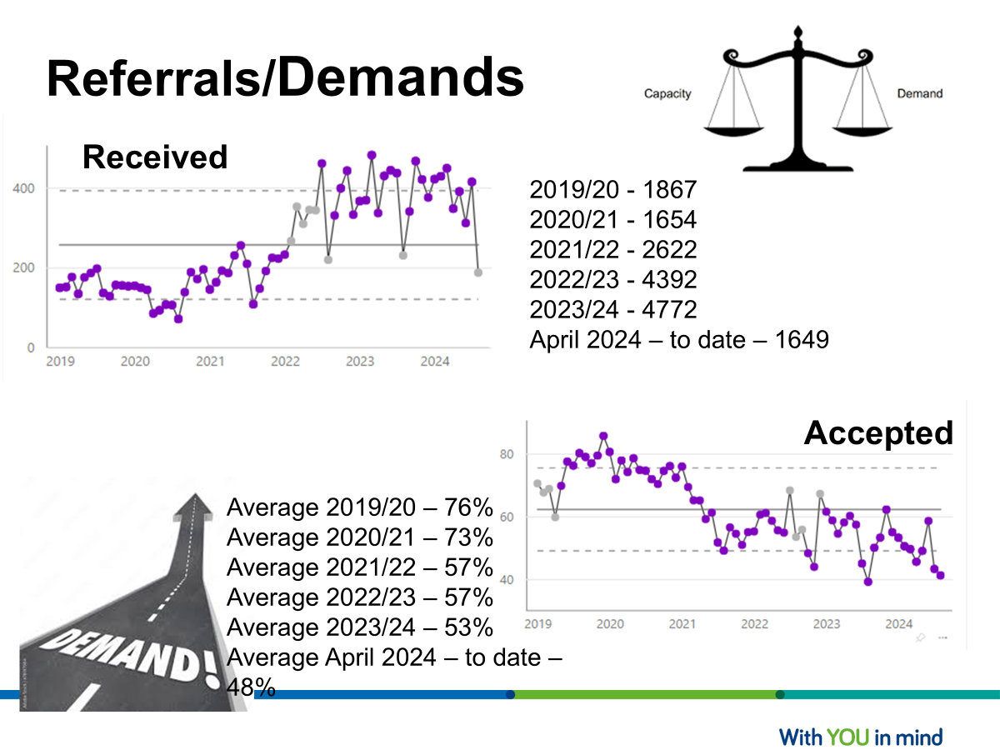 Referrals/Demands
Capacity
Demand
Received
400
200
0
2019 2020 2021 2022 2023 2024
2019/20 - 1867
2020/21 - 1654
2021/22 - 2622
2022/23 - 4392
2023/24 - 4772
April 2024 – to date – 1649
Accepted
80
60
40
2019 2020 2021 2022 2023 2024
DEMAND!
Average 2019/20 – 76%
Average 2020/21 – 73%
Average 2021/22 – 57%
Average 2022/23 – 57%
Average 2023/24 – 53%
Average April 2024 – to date –
48%
With YOU in mind